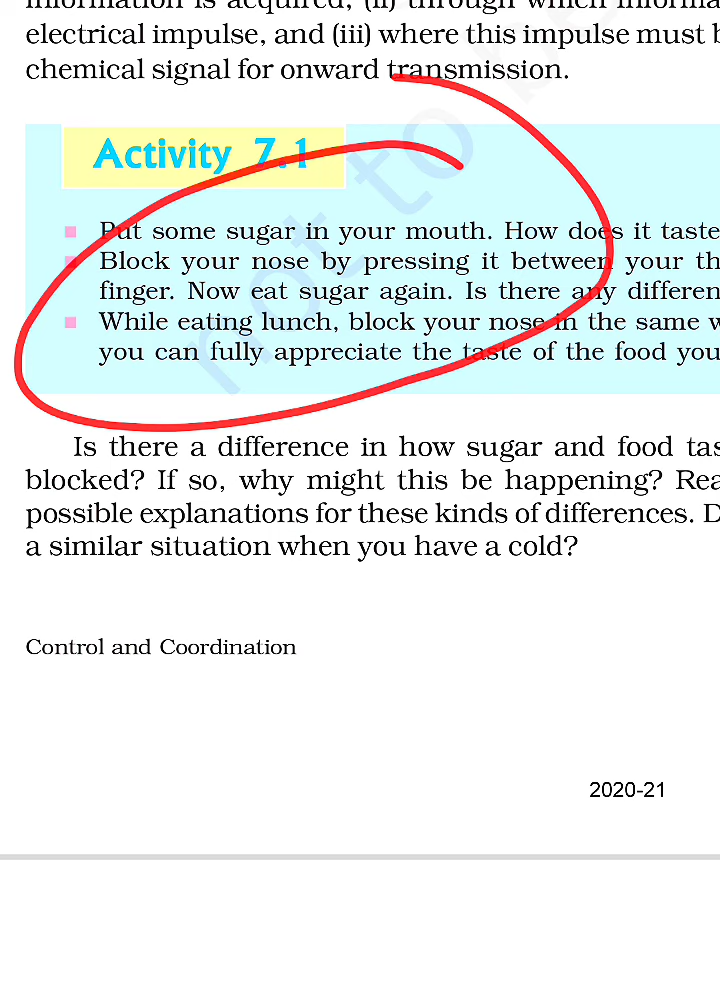 electrical impulse, and (iii) where this impulse must
chemical signal for onward transmission.
Activity 7.1
Put some sugar in your mouth. How does it taste
Block your nose by pressing it between your
finger. Now eat sugar again. Is there any
While eating lunch, block your nose in the same
you can fully appreciate the taste of the food you
Is there a difference in how sugar and food
blocked? If so, why might this be happening?
possible explanations for these kinds of differences.
a similar situation when you have a cold?
Control and Coordination
2020-21
not to be